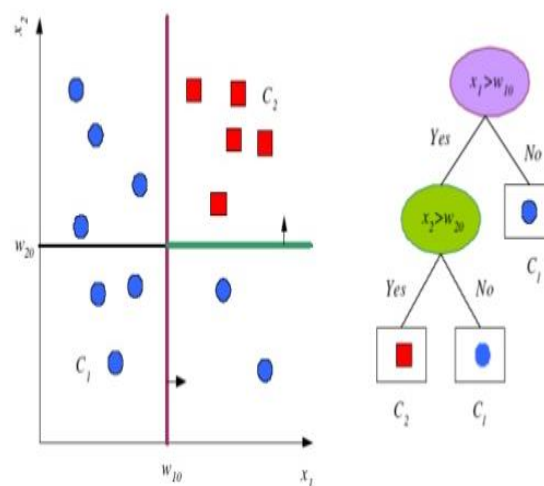 x₂
C₂
w₂₀
C₁
w₁₀
x₁
x₁>w₁₀
Yes No
x₂>w₂₀
C₁
Yes No
C₂ C₁